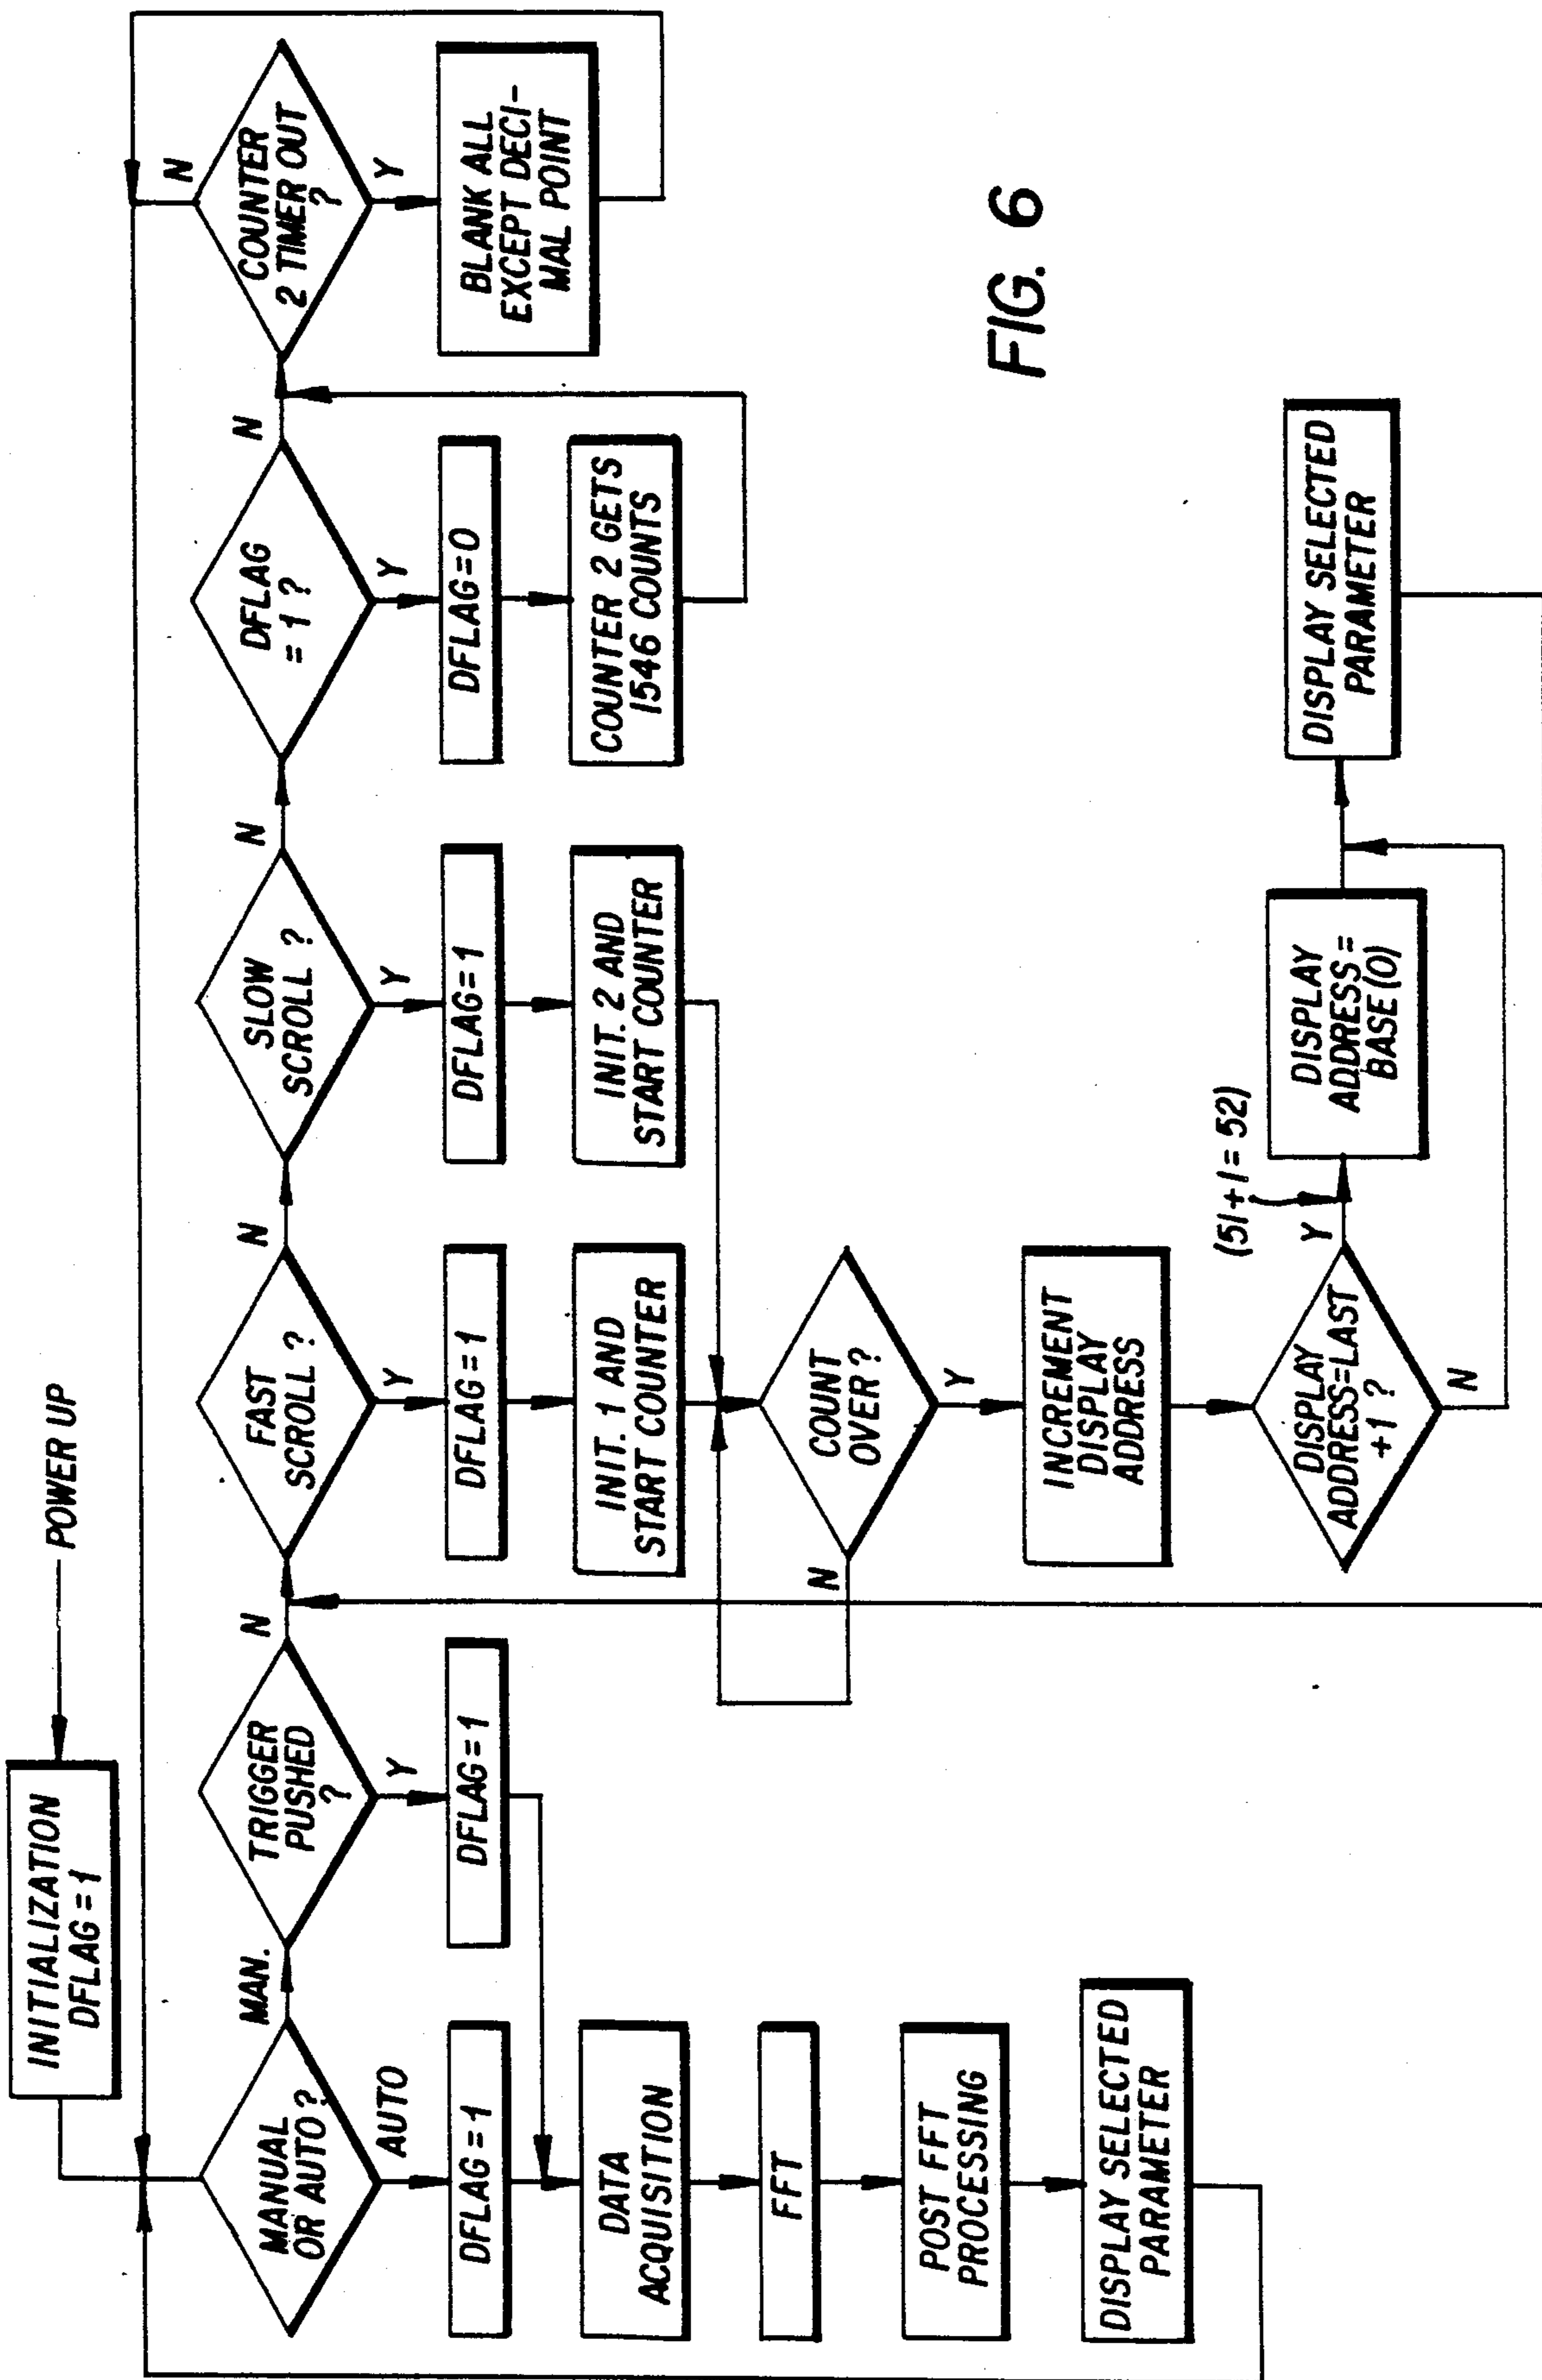 POWER UP
INITIALIZATION
DFLAG=1
MANUAL
OR AUTO?
MAN.
AUTO
DFLAG=1
DATA
ACQUISITION
FFT
POST FFT
PROCESSING
DISPLAY SELECTED
PARAMETER
TRIGGER
PUSHED
?
N
Y
DFLAG=1
FAST
SCROLL ?
N
Y
DFLAG=1
INIT. 1 AND
START COUNTER
SLOW
SCROLL ?
N
Y
DFLAG=1
INIT. 2 AND
START COUNTER
COUNT
OVER?
N
Y
INCREMENT
DISPLAY
ADDRESS
DISPLAY
ADDRESS=LAST
+1 ?
N
Y
(51+1=52)
DISPLAY
ADDRESS=
BASE(0)
DISPLAY SELECTED
PARAMETER
DFLAG
=1 ?
N
Y
DFLAG=0
COUNTER 2 GETS
1546 COUNTS
COUNTER
2 TIMER OUT
?
N
Y
BLANK ALL
EXCEPT DECI-
MAL POINT
FIG. 6